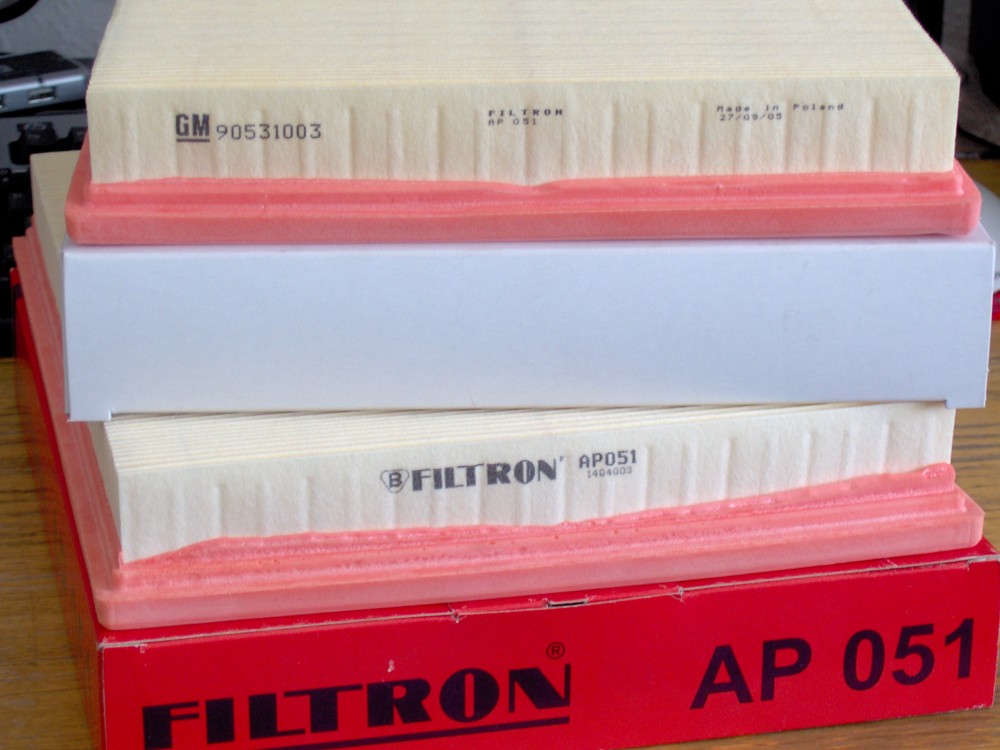 GM 90531003
FILTRON
AP 051
Made in Poland
27/09/05
B FILTRON AP051
1404003
FILTRON® AP 051